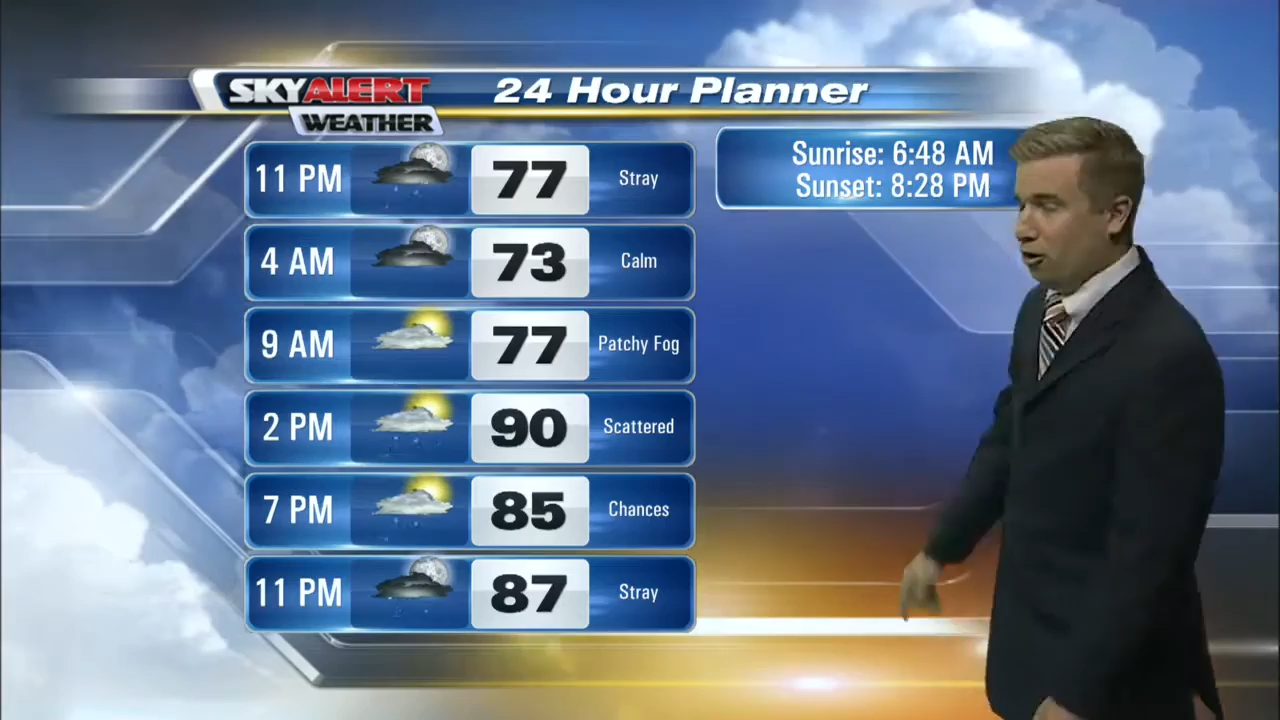 SKYALERT
WEATHER
24 Hour Planner
11 PM 77 Stray
4 AM 73 Calm
9 AM 77 Patchy Fog
2 PM 90 Scattered
7 PM 85 Chances
11 PM 87 Stray
Sunrise: 6:48 AM
Sunset: 8:28 PM